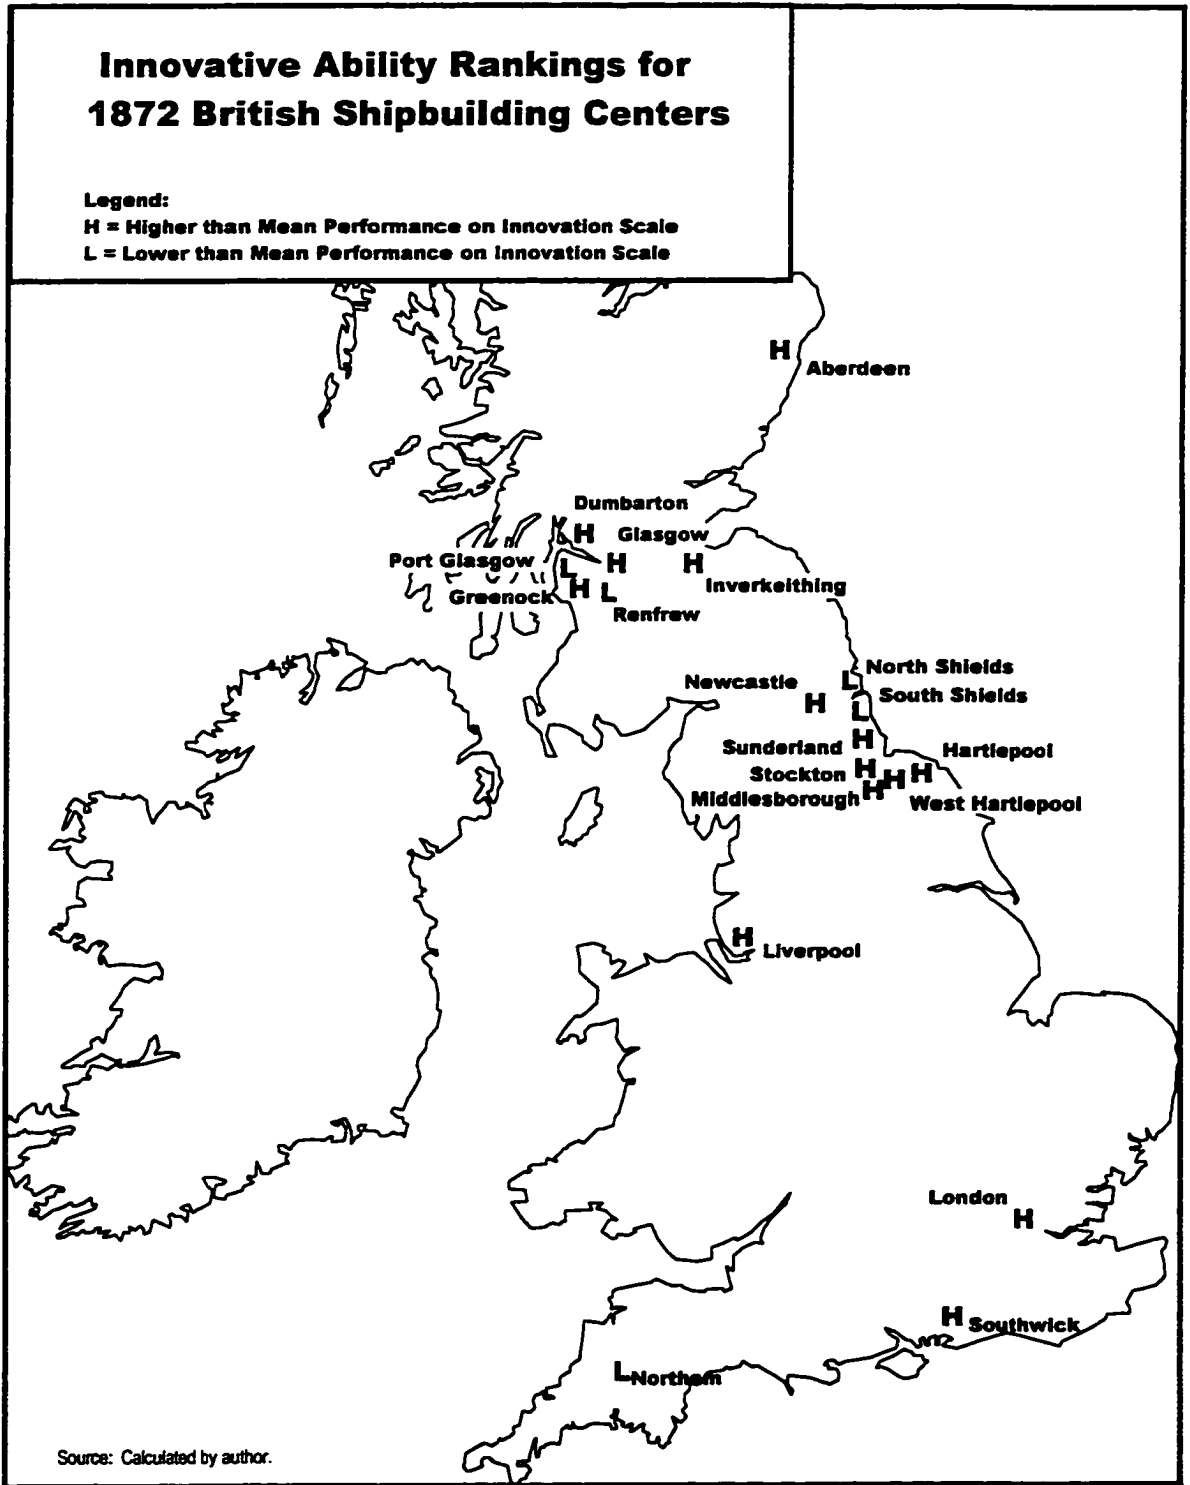 Innovative Ability Rankings for
1872 British Shipbuilding Centers
Legend:
H = Higher than Mean Performance on Innovation Scale
L = Lower than Mean Performance on Innovation Scale
H
Aberdeen
Dumbarton
H
Glasgow
Port Glasgow
L
H
H
Inverkeithing
Greenock
H
L
Renfrew
North Shields
L
Newcastle
H
South Shields
L
Sunderland
H
Hartlepool
Stockton
H
H
H
Middlesborough
H
West Hartlepool
H
Liverpool
London
H
H
Southwick
L
Northam
Source: Calculated by author.